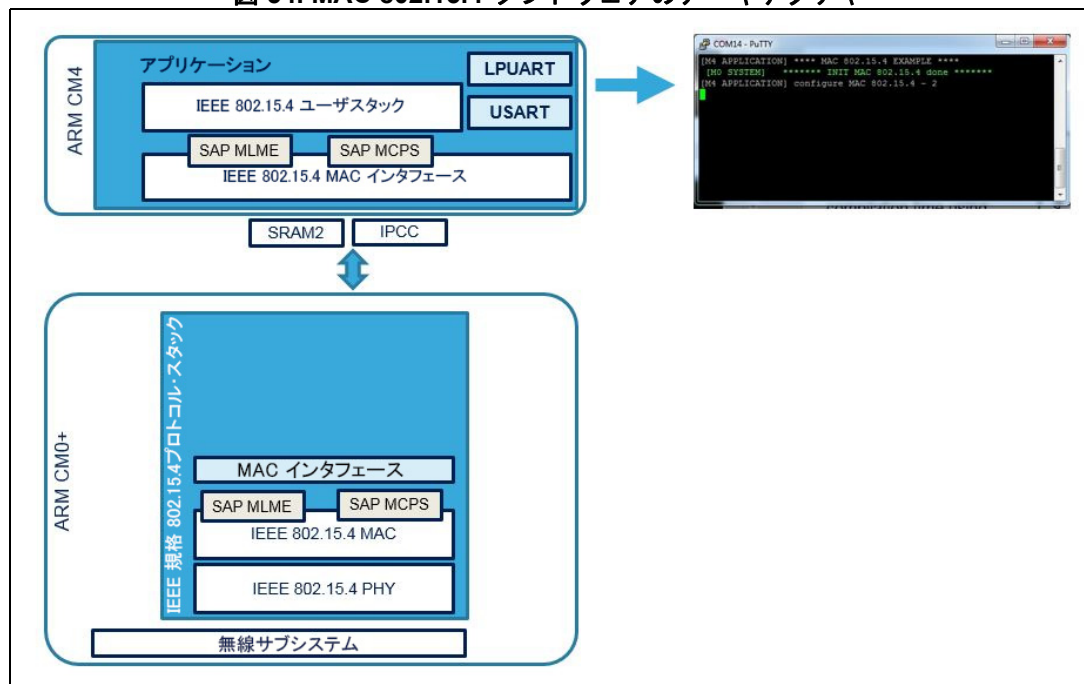 ARM CM4
アプリケーション
LPUART
IEEE 802.15.4 ユーザスタック
USART
SAP MLME
SAP MCPS
IEEE 802.15.4 MAC インタフェース
SRAM2
IPCC
COM14 - PuTTY
[M4 APPLICATION] **** MAC 802.15.4 EXAMPLE ****
[M0 SYSTEM] ******* INIT MAC 802.15.4 done *******
[M4 APPLICATION] configure MAC 802.15.4 - 2
ARM CM0+
IEEE 規格 802.15.4プロトコル・スタック
MAC インタフェース
SAP MLME
SAP MCPS
IEEE 802.15.4 MAC
IEEE 802.15.4 PHY
無線サブシステム